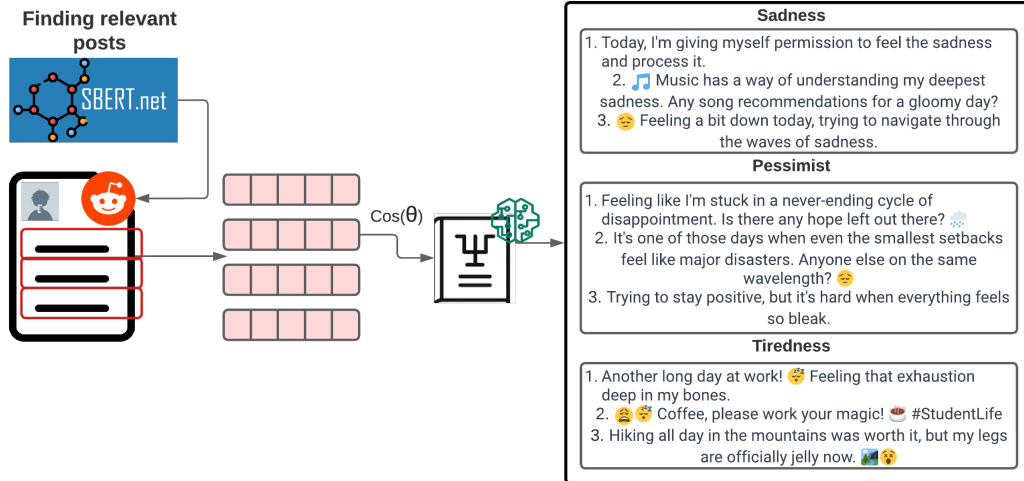 Finding relevant
posts
SBERT.net
Cos(θ)
Sadness
1. Today, I'm giving myself permission to feel the sadness
and process it.
2. 🎵 Music has a way of understanding my deepest
sadness. Any song recommendations for a gloomy day?
3. 😔 Feeling a bit down today, trying to navigate through
the waves of sadness.
Pessimist
1. Feeling like I'm stuck in a never-ending cycle of
disappointment. Is there any hope left out there? 🌧️
2. It's one of those days when even the smallest setbacks
feel like major disasters. Anyone else on the same
wavelength? 😔
3. Trying to stay positive, but it's hard when everything feels
so bleak.
Tiredness
1. Another long day at work! 😴 Feeling that exhaustion
deep in my bones.
2. 😩😴 Coffee, please work your magic! ☕ #StudentLife
3. Hiking all day in the mountains was worth it, but my legs
are officially jelly now. 🏞️😵